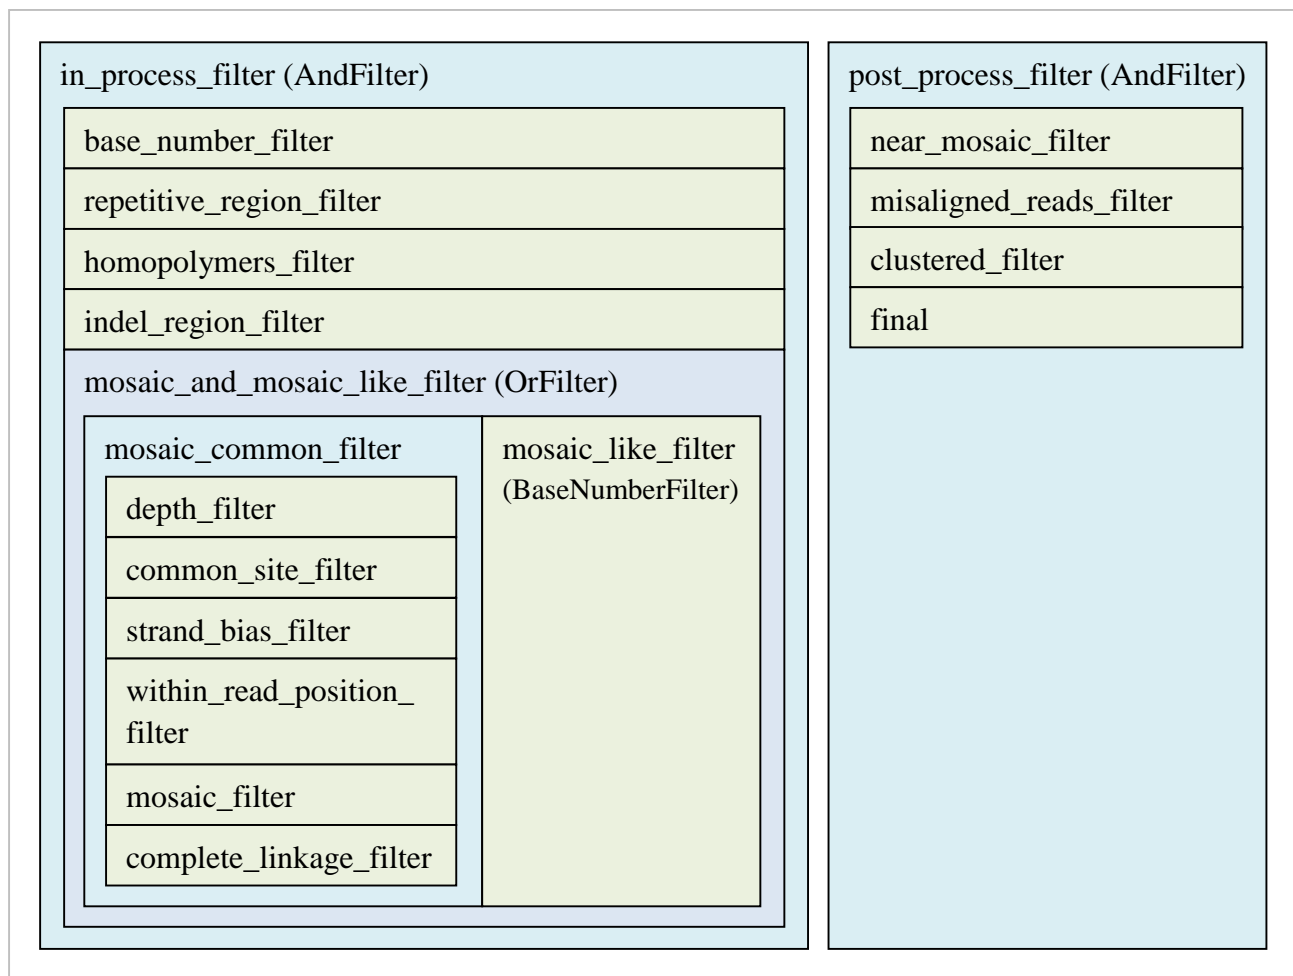 in_process_filter (AndFilter)
base_number_filter
repetitive_region_filter
homopolymers_filter
indel_region_filter
mosaic_and_mosaic_like_filter (OrFilter)
mosaic_common_filter
depth_filter
common_site_filter
strand_bias_filter
within_read_position_
filter
mosaic_filter
complete_linkage_filter
mosaic_like_filter
(BaseNumberFilter)
post_process_filter (AndFilter)
near_mosaic_filter
misaligned_reads_filter
clustered_filter
final